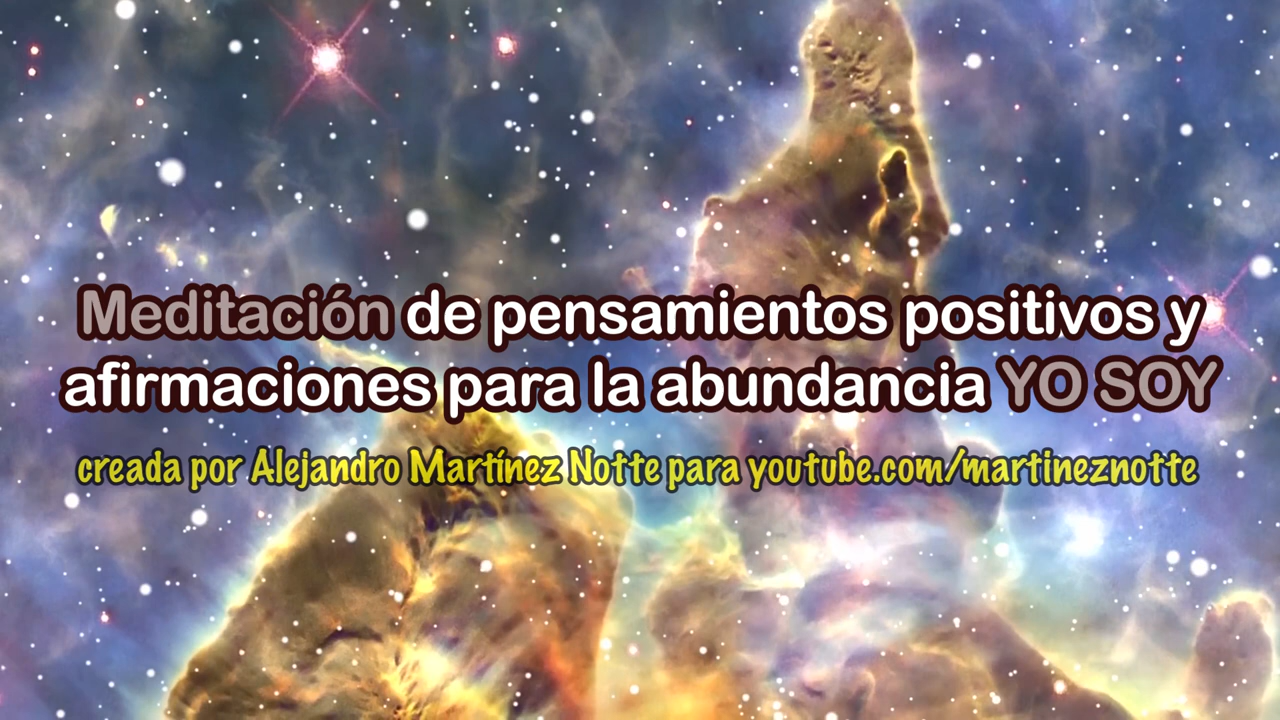 Meditación de pensamientos positivos y
afirmaciones para la abundancia YO SOY
creada por Alejandro Martínez Notte para youtube.com/martineznotte